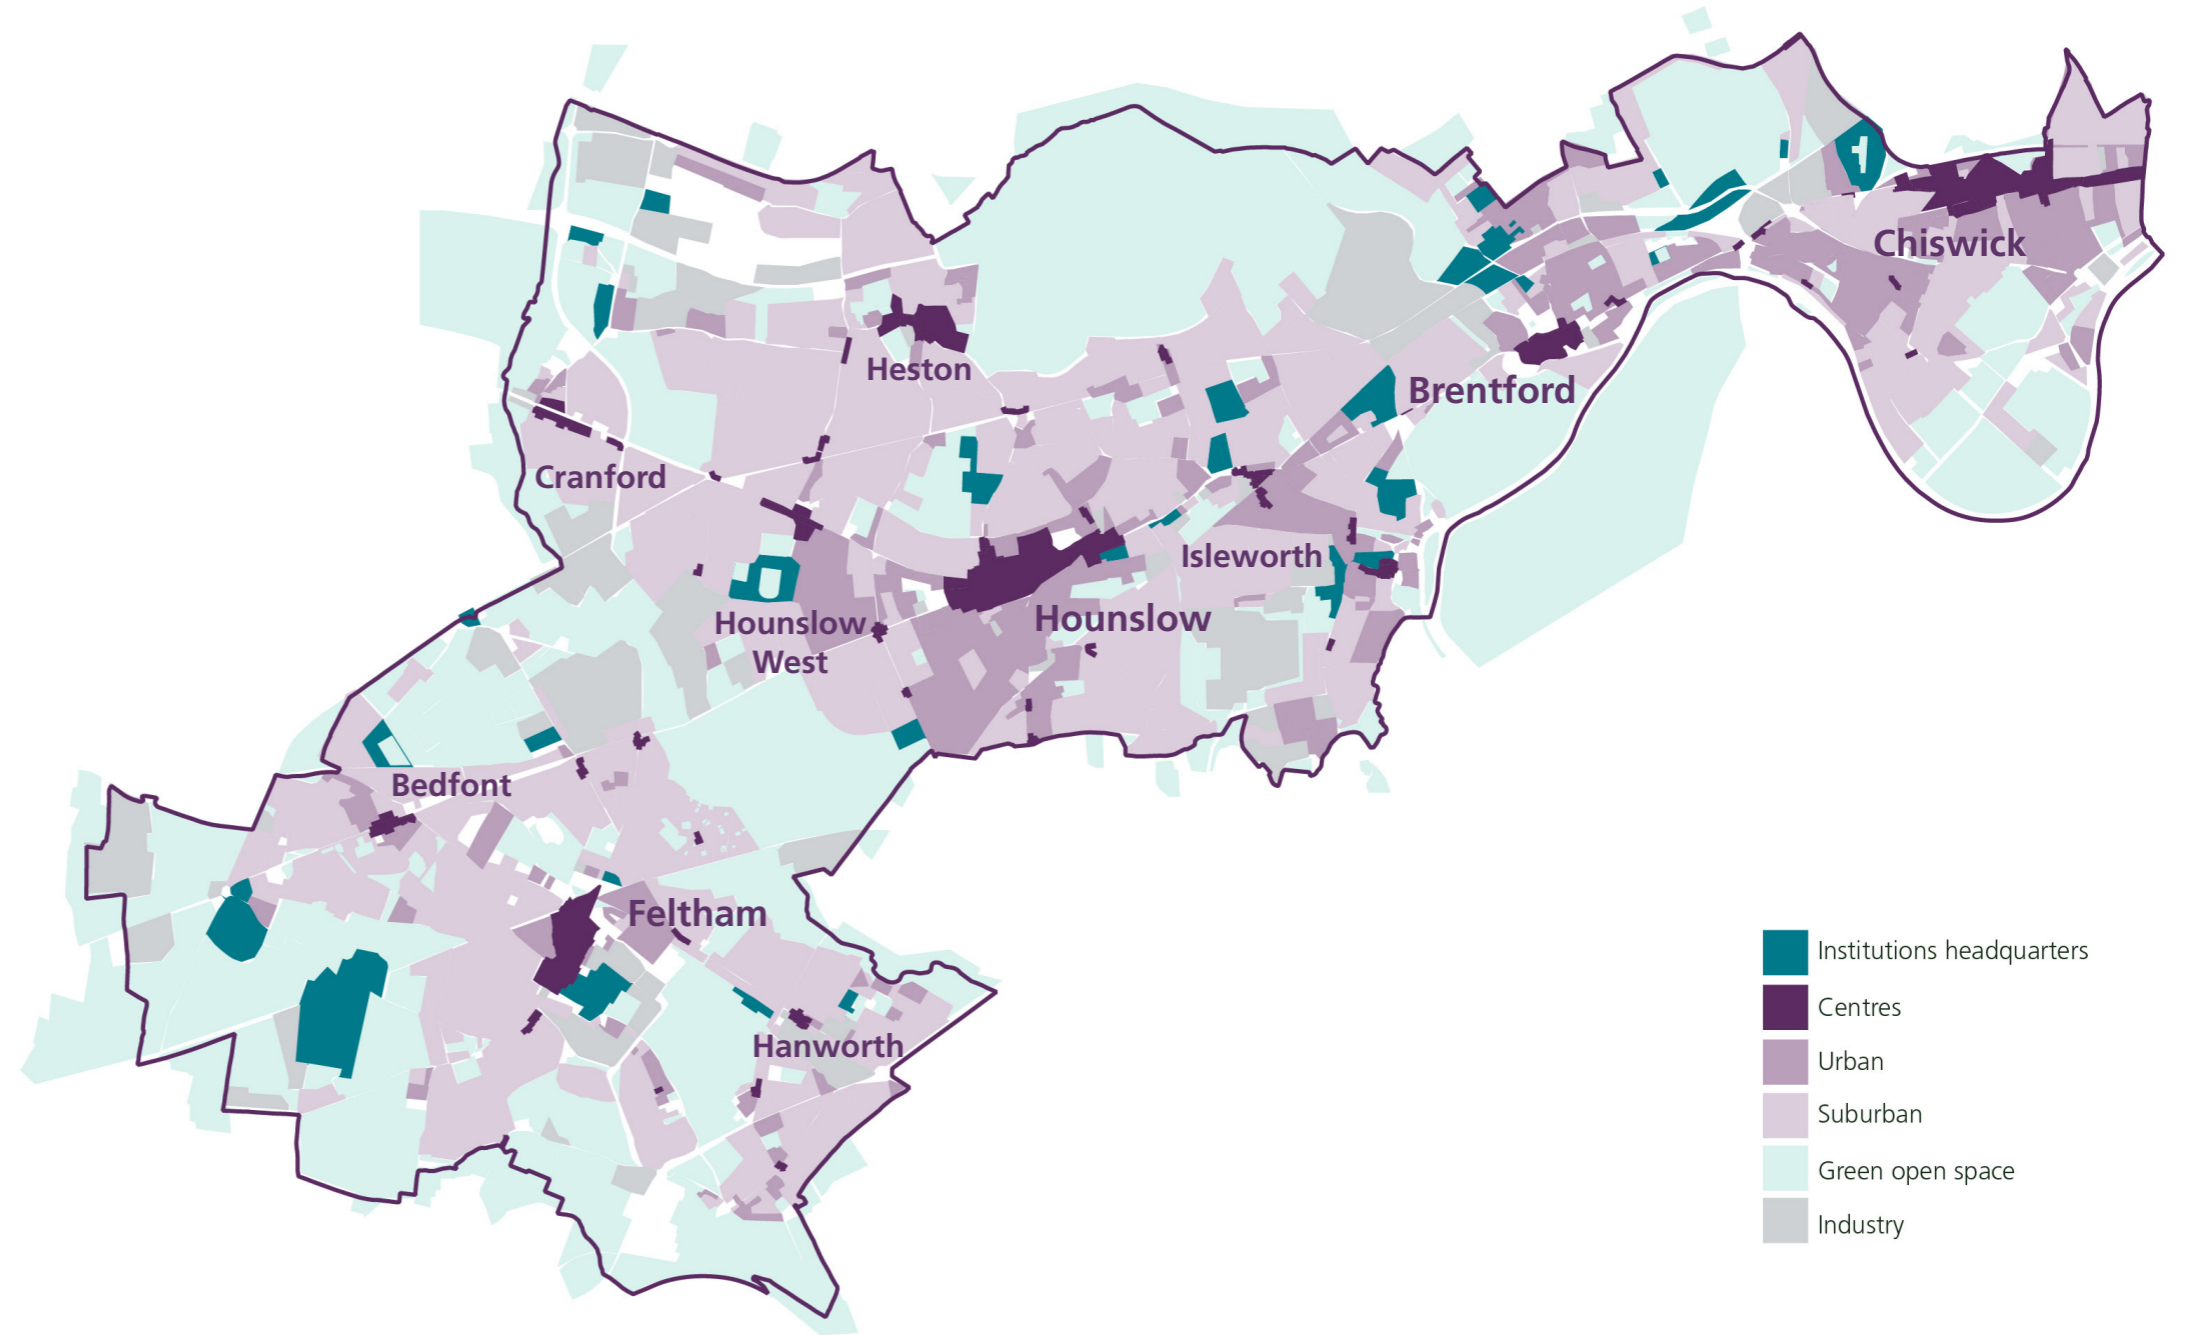 Chiswick
Heston
Brentford
Cranford
Isleworth
Hounslow
Hounslow
West
Bedfont
Feltham
Hanworth
Institutions headquarters
Centres
Urban
Suburban
Green open space
Industry